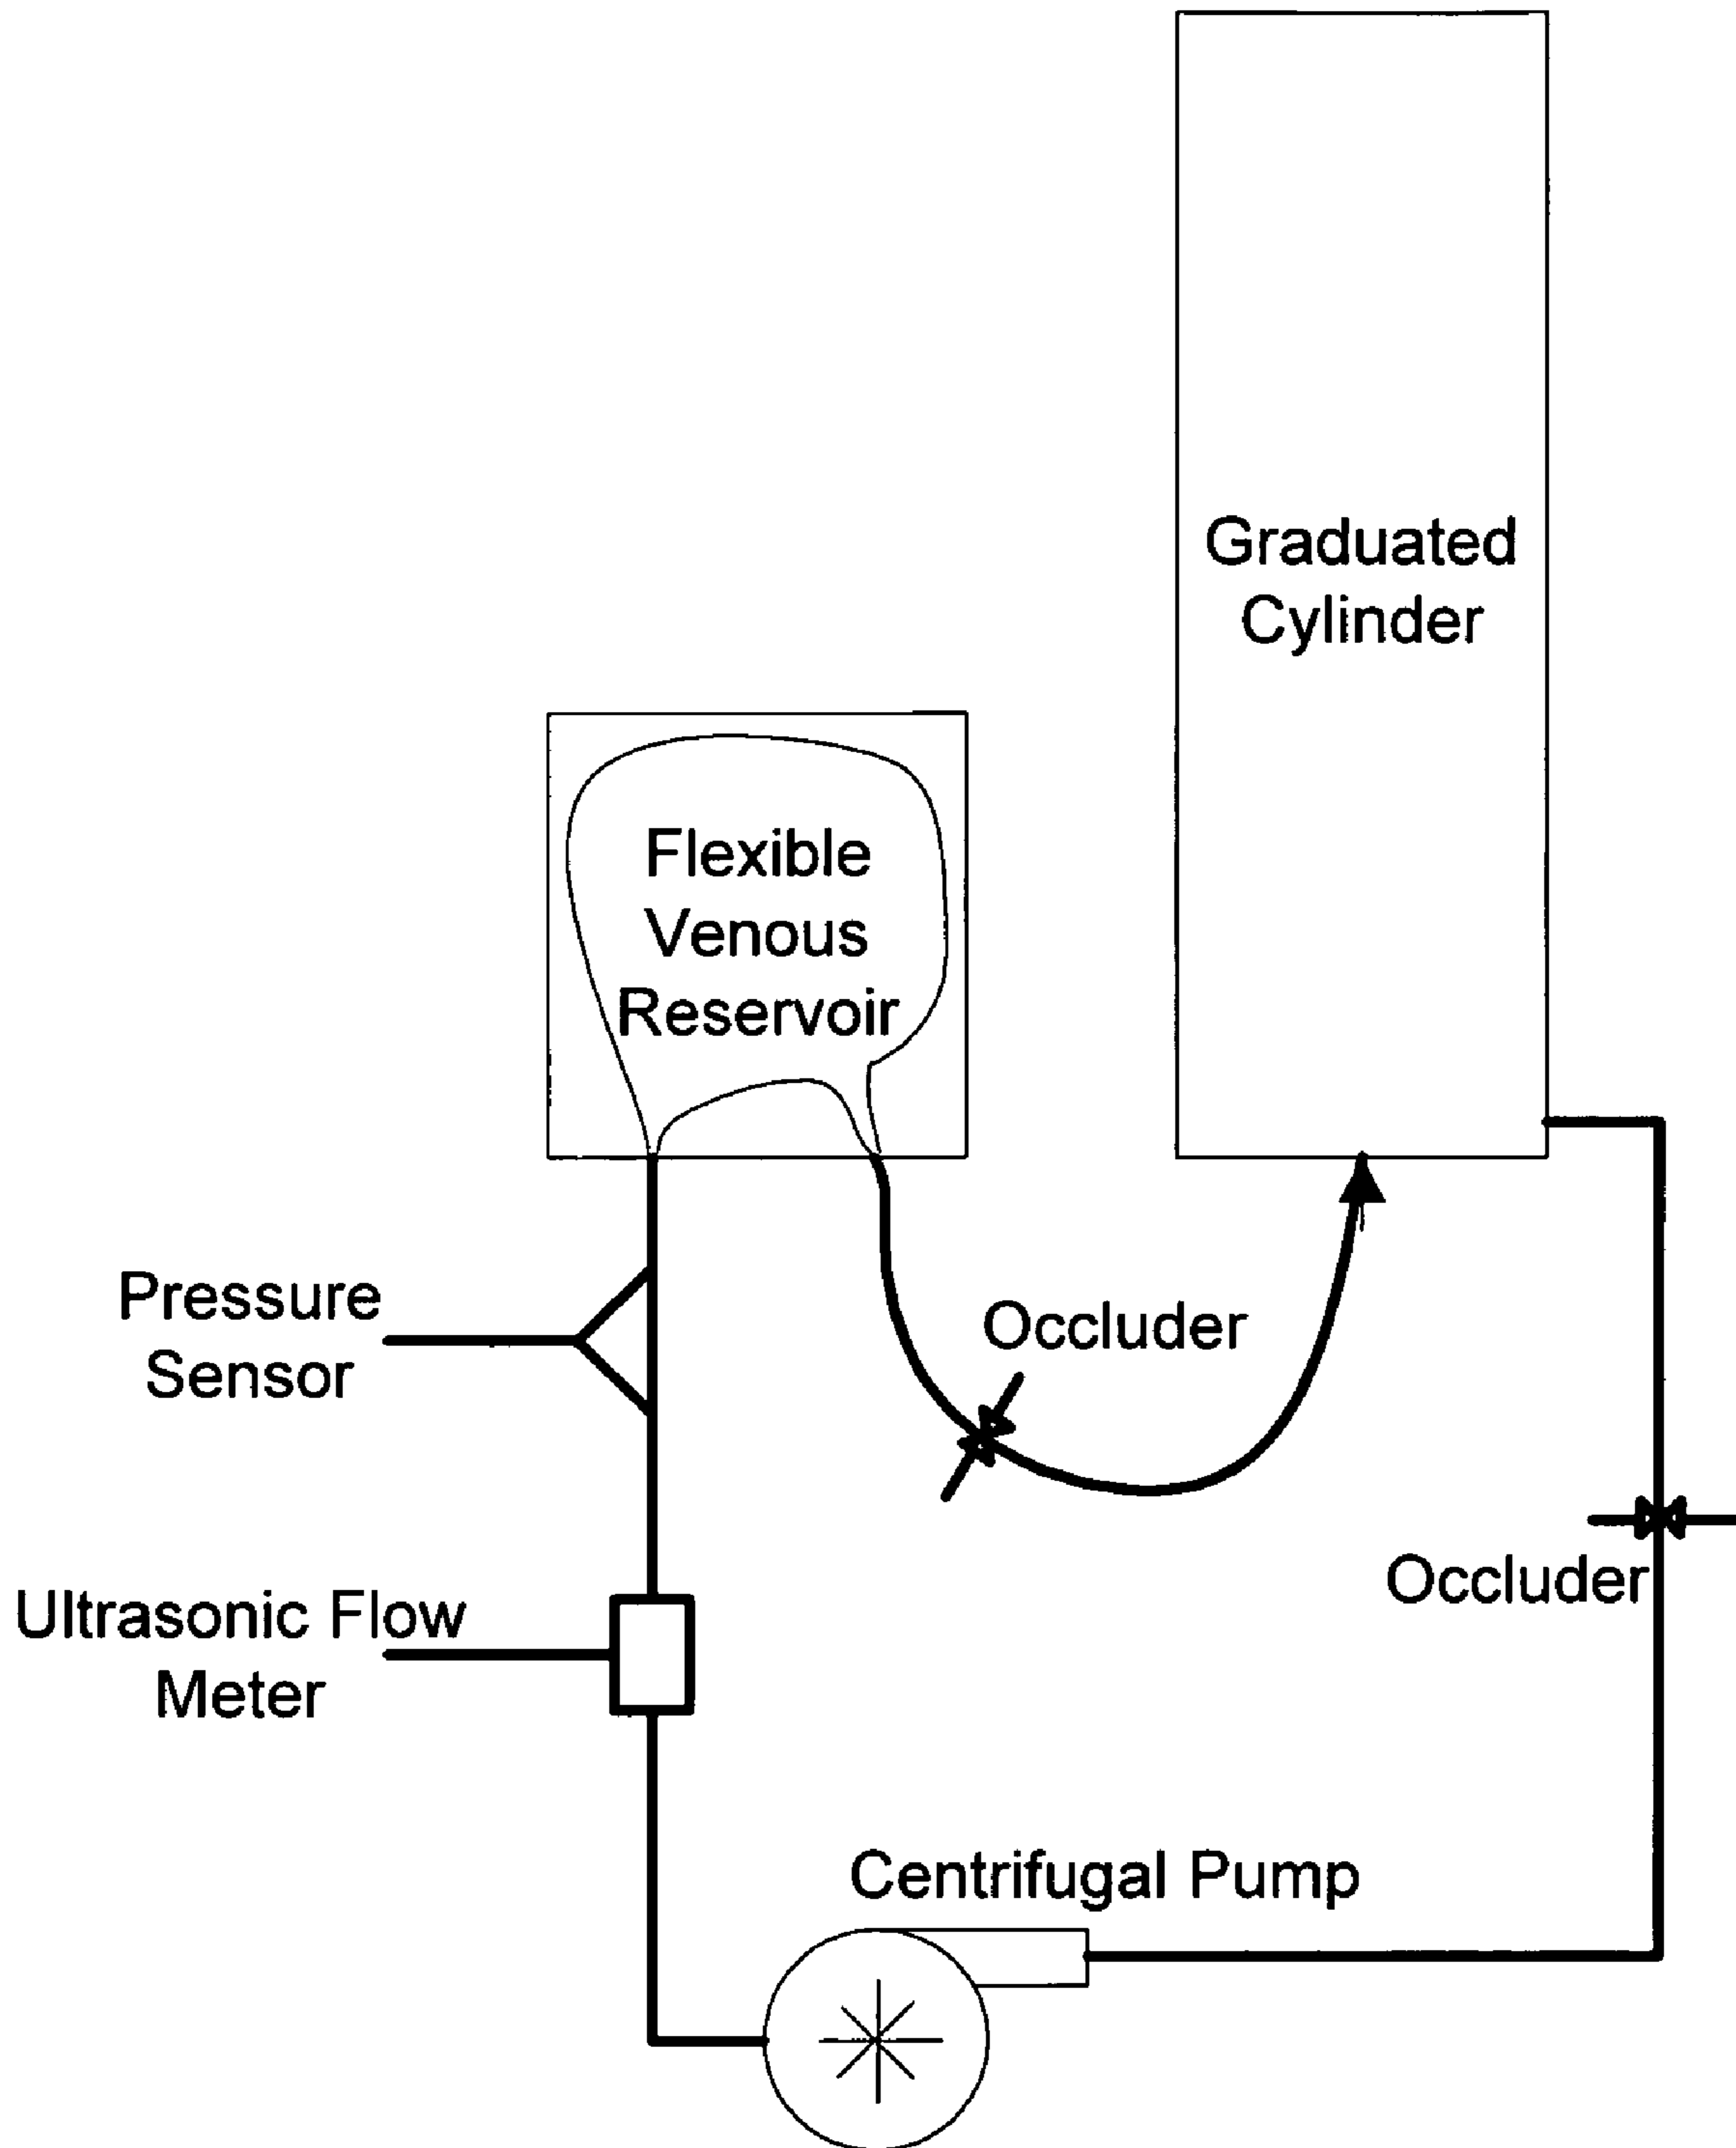 Graduated
Cylinder
Flexible
Venous
Reservoir
Pressure
Sensor
Occluder
Occluder
Ultrasonic Flow
Meter
Centrifugal Pump